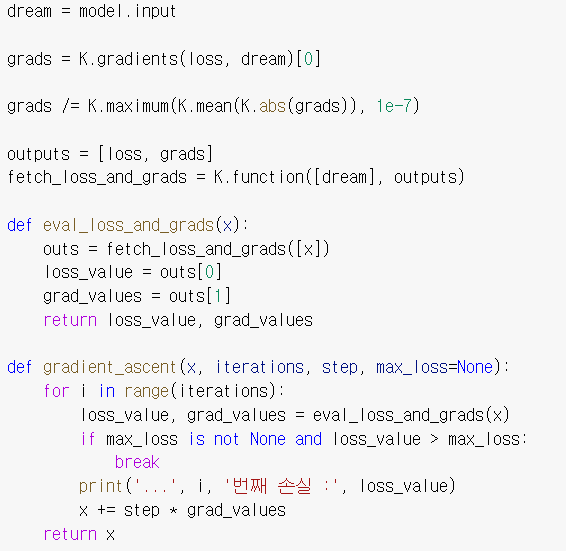 dream = model.input
grads = K.gradients(loss, dream)[0]
grads /= K.maximum(K.mean(K.abs(grads)), 1e-7)
outputs = [loss, grads]
fetch_loss_and_grads = K.function([dream], outputs)
def eval_loss_and_grads(x):
    outs = fetch_loss_and_grads([x])
    loss_value = outs[0]
    grad_values = outs[1]
    return loss_value, grad_values
def gradient_ascent(x, iterations, step, max_loss=None):
    for i in range(iterations):
        loss_value, grad_values = eval_loss_and_grads(x)
        if max_loss is not None and loss_value > max_loss:
            break
        print('...', i, '번째 손실 :', loss_value)
        x += step * grad_values
    return x